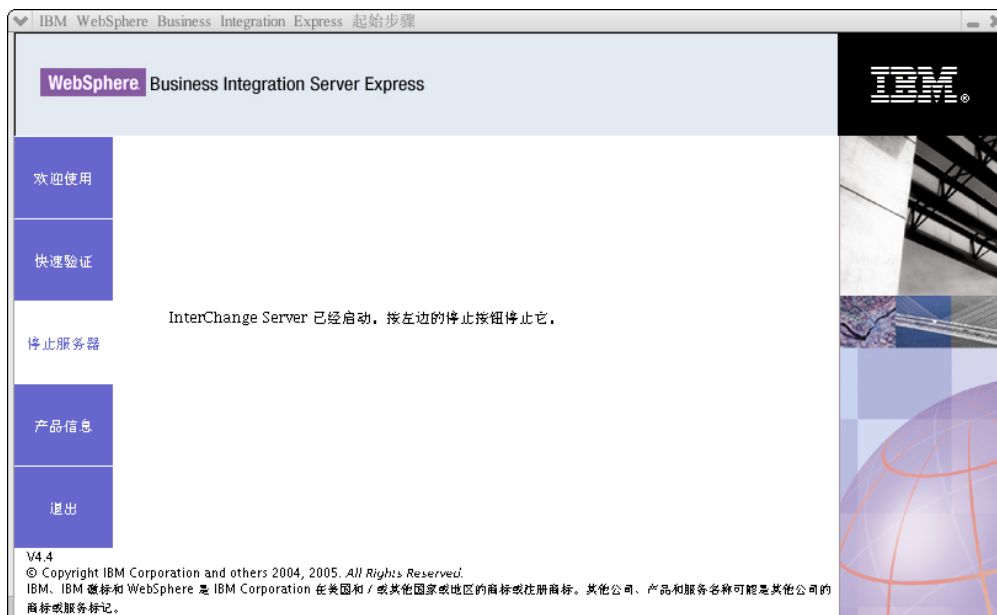 IBM WebSphere Business Integration Express 起始步骤
WebSphere. Business Integration Server Express
IBM®
欢迎使用
快速验证
InterChange Server 已经启动。按左边的停止按钮停止它。
停止服务器
产品信息
退出
V4.4
© Copyright IBM Corporation and others 2004, 2005. All Rights Reserved.
IBM、IBM 徽标和 WebSphere 是 IBM Corporation 在美国和 / 或其他国家或地区的商标或注册商标。其他公司、产品和服务名称可能是其他公司的
商标或服务标记。